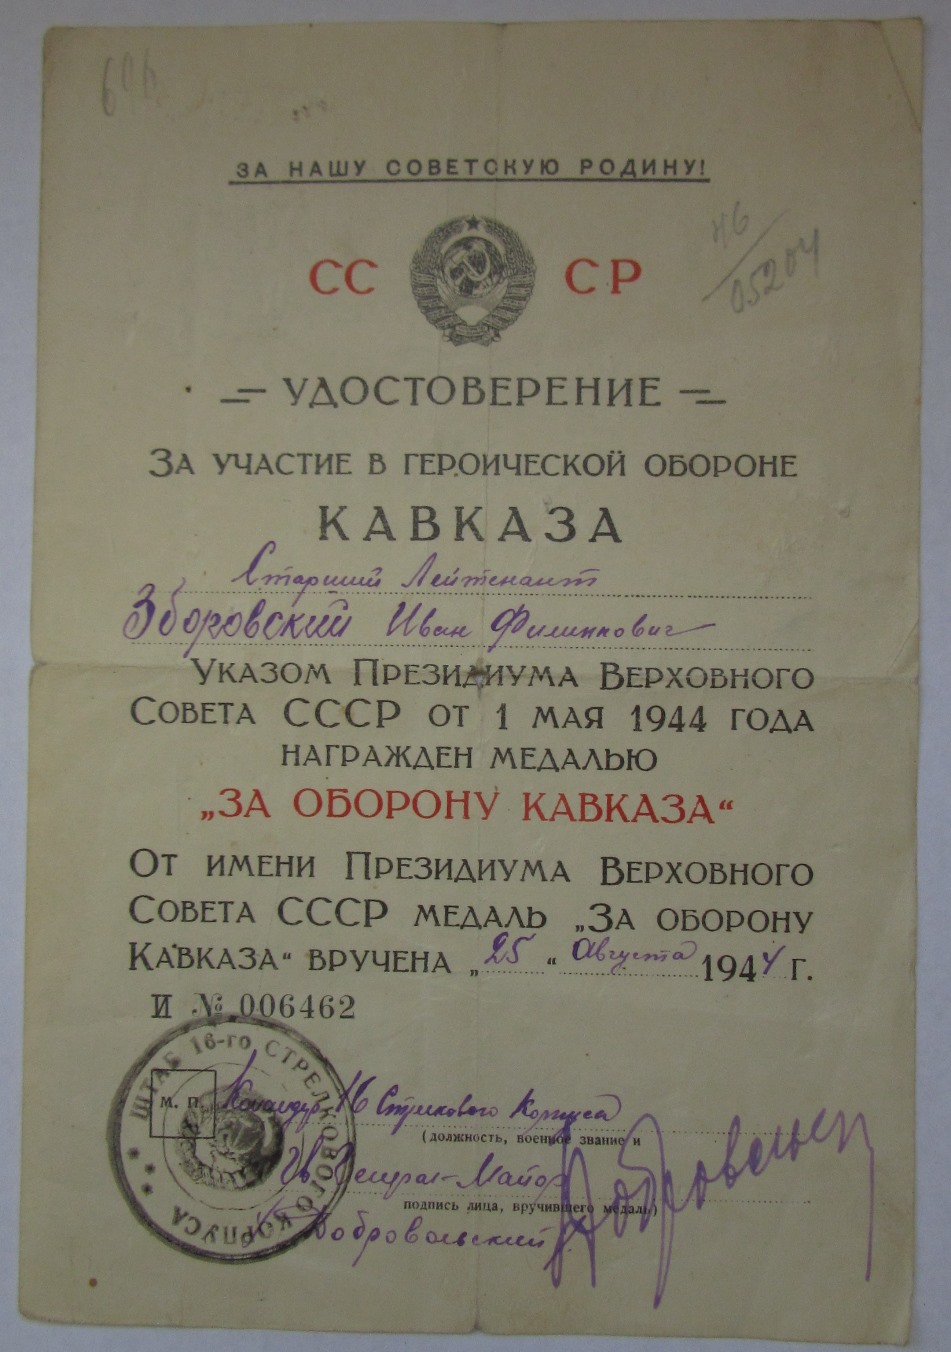 ЗА НАШУ СОВЕТСКУЮ РОДИНУ!
СС СР
И6
05204
УДОСТОВЕРЕНИЕ
ЗА УЧАСТИЕ В ГЕРОИЧЕСКОЙ ОБОРОНЕ
КАВКАЗА
Старший Лейтенант
Зборовский Иван Филиппович
УКАЗОМ ПРЕЗИДИУМА ВЕРХОВНОГО
СОВЕТА СССР ОТ 1 МАЯ 1944 ГОДА
НАГРАЖДЕН МЕДАЛЬЮ
„ЗА ОБОРОНУ КАВКАЗА“
ОТ ИМЕНИ ПРЕЗИДИУМА ВЕРХОВНОГО
СОВЕТА СССР МЕДАЛЬ „ЗА ОБОРОНУ
КАВКАЗА“ ВРУЧЕНА „25“ Августа 1944 Г.
И № 006462
ШТАБ 16-го СТРЕЛКОВОГО КОРПУСА
М. П. Командир 16 Стрелкового Корпуса
(должность, военное звание и
Гв Генерал-Майор
подпись лица, вручившего медаль)
Добровольский